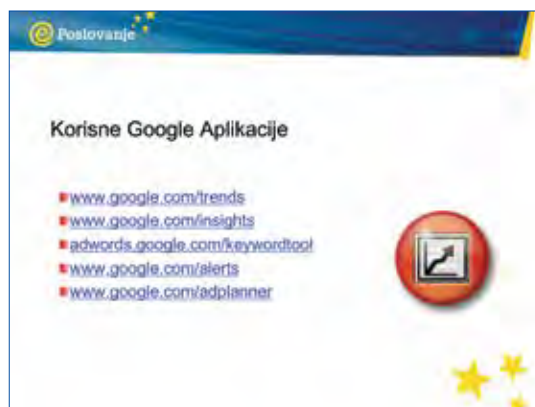 e Poslovanje
Korisne Google Aplikacije
www.google.com/trends
www.google.com/insights
adwords.google.com/keywordtool
www.google.com/alerts
www.google.com/adplanner